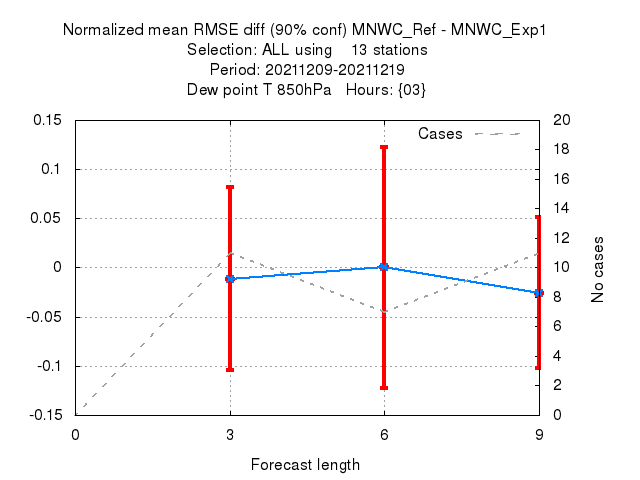 Normalized mean RMSE diff (90% conf) MNWC_Ref - MNWC_Exp1
Selection: ALL using    13 stations
Period: 20211209-20211219
Dew point T 850hPa   Hours: {03}
Cases
0.15
0.1
0.05
0
-0.05
-0.1
-0.15
20
18
16
14
12
10
8
6
4
2
0
No cases
0 3 6 9
Forecast length